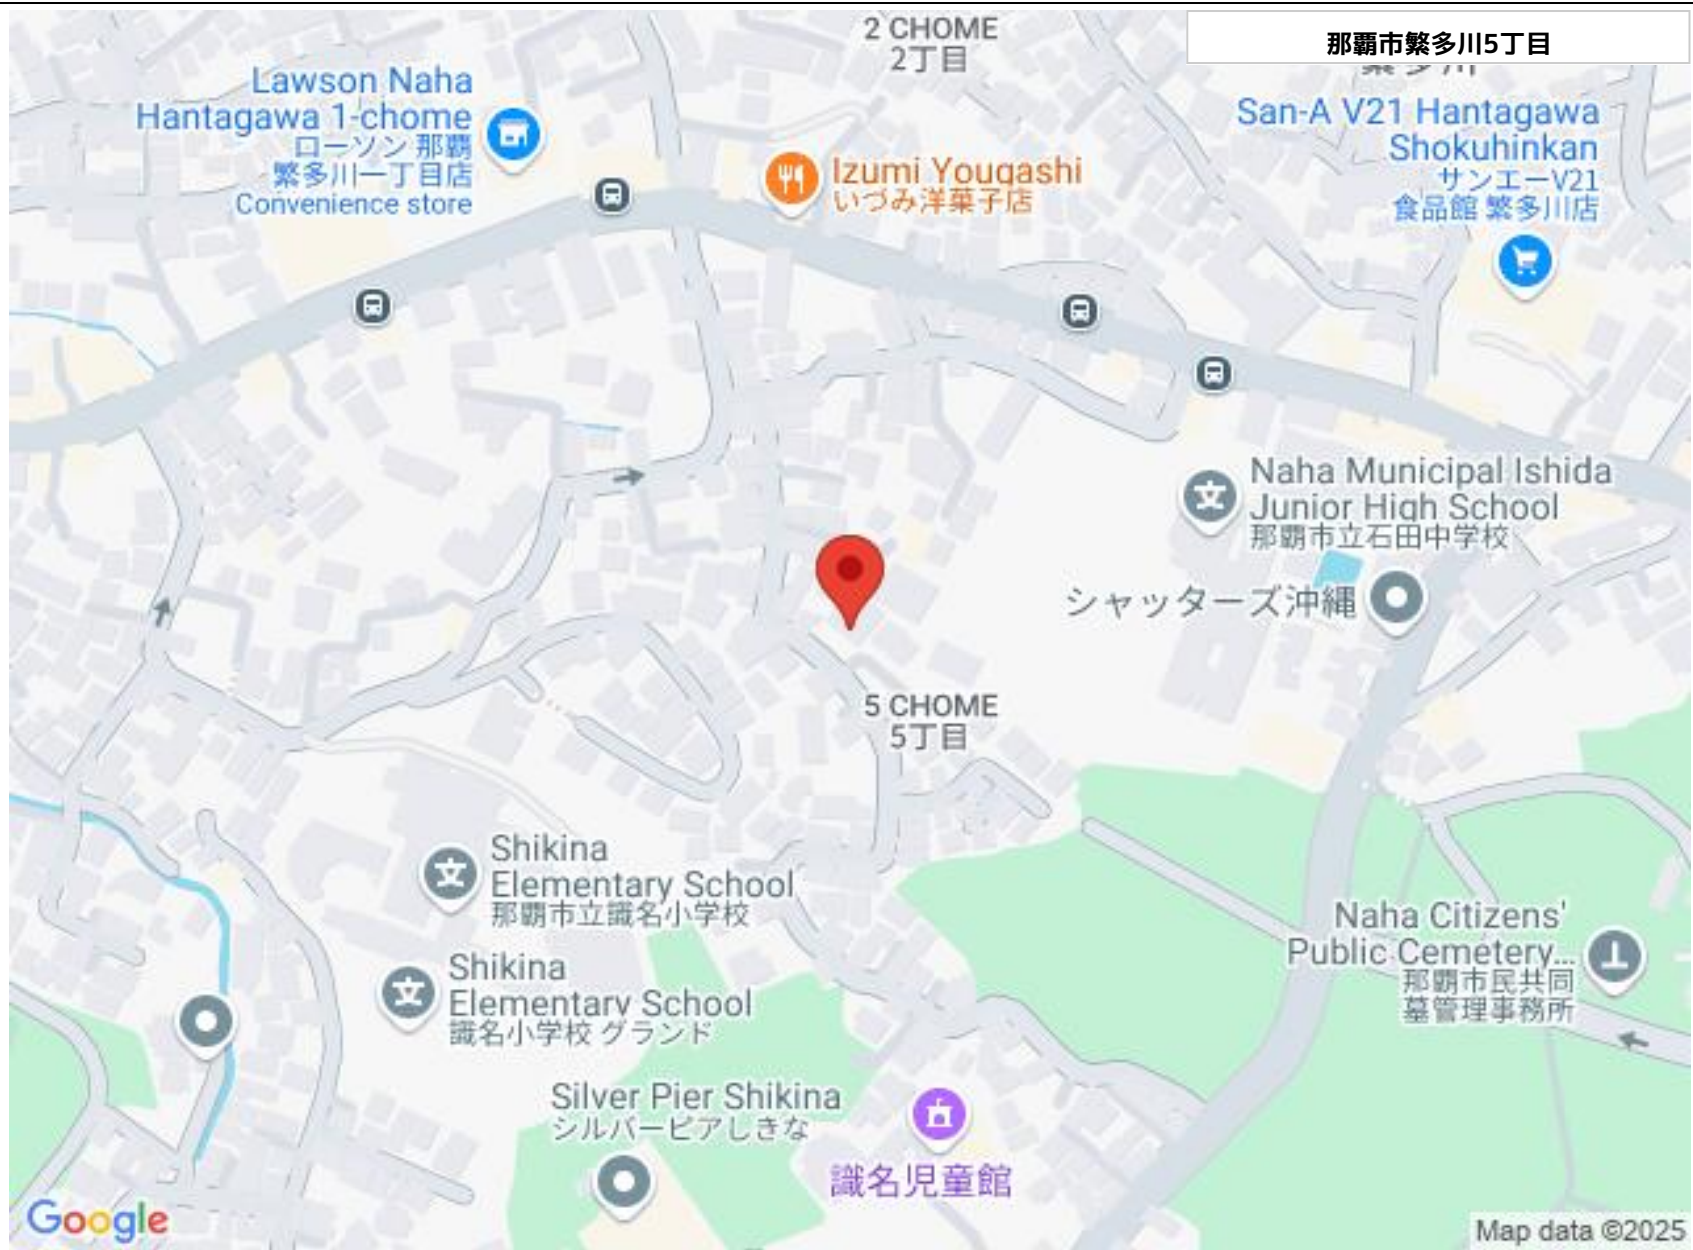 2 CHOME
2丁目
那覇市繁多川5丁目
Lawson Naha
Hantagawa 1-chome
ローソン 那覇
繁多川一丁目店
Convenience store
Izumi Yougashi
いづみ洋菓子店
San-A V21 Hantagawa
Shokuhinkan
サンエーV21
食品館 繁多川店
Naha Municipal Ishida
Junior High School
那覇市立石田中学校
シャッターズ沖縄
5 CHOME
5丁目
Shikina
Elementary School
那覇市立識名小学校
Shikina
Elementary School
識名小学校 グランド
Naha Citizens'
Public Cemetery...
那覇市民共同
墓管理事務所
Silver Pier Shikina
シルバーピアしきな
識名児童館
Google
Map data ©2025